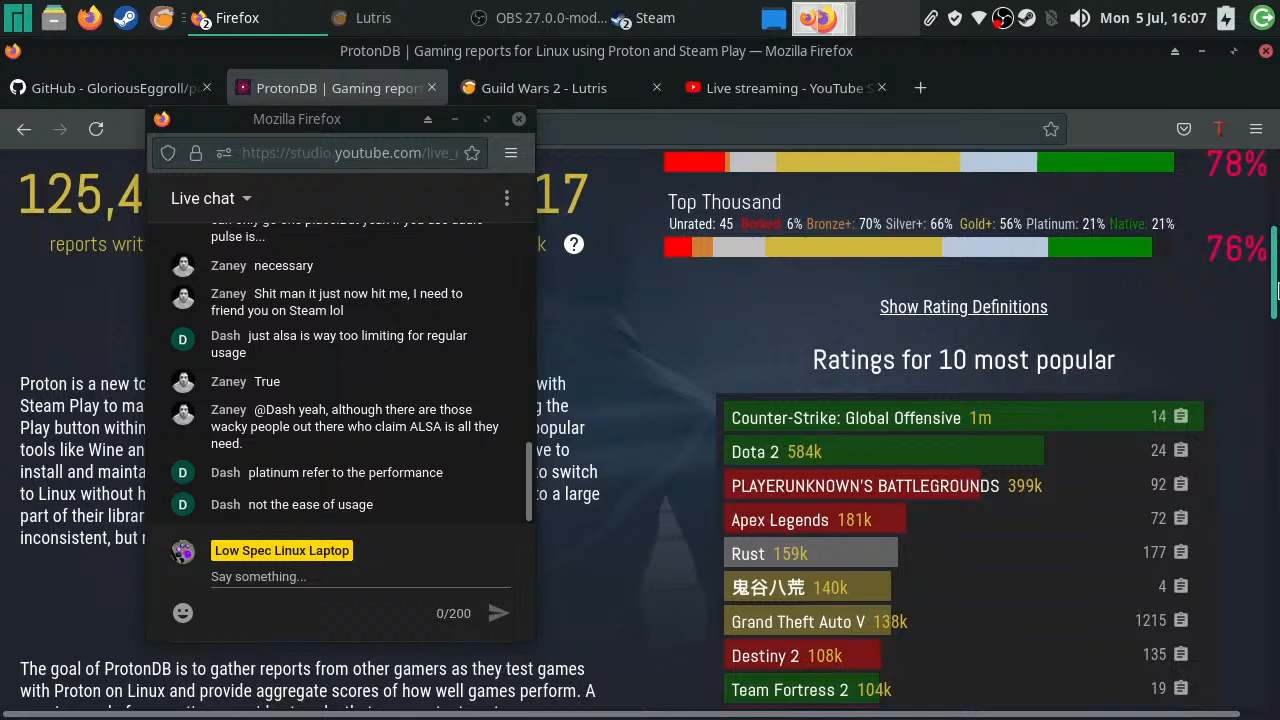 Firefox
Lutris
OBS 27.0.0-mod...
Steam
Mon 5 Jul, 16:07
ProtonDB | Gaming reports for Linux using Proton and Steam Play — Mozilla Firefox
GitHub - GloriousEggroll/p
ProtonDB | Gaming report
Guild Wars 2 - Lutris
Live streaming - YouTube S
Mozilla Firefox
https://studio.youtube.com/live_
Live chat
pulse is...
Zaney necessary
Zaney Shit man it just now hit me, I need to
friend you on Steam lol
Dash just alsa is way too limiting for regular
usage
Zaney True
Zaney @Dash yeah, although there are those
wacky people out there who claim ALSA is all they
need.
Dash platinum refer to the performance
Dash not the ease of usage
Low Spec Linux Laptop
Say something...
0/200
125,4
17
reports writ
k ?
Proton is a new to
with
Steam Play to ma
g the
Play button within
popular
tools like Wine an
ve to
install and mainta
o switch
to Linux without h
to a large
part of their librar
inconsistent, but
The goal of ProtonDB is to gather reports from other gamers as they test games
with Proton on Linux and provide aggregate scores of how well games perform. A
78%
Top Thousand
Unrated: 45 Borked: 6% Bronze+: 70% Silver+: 66% Gold+: 56% Platinum: 21% Native: 21%
76%
Show Rating Definitions
Ratings for 10 most popular
Counter-Strike: Global Offensive 1m 14
Dota 2 584k 24
PLAYERUNKNOWN'S BATTLEGROUNDS 399k 92
Apex Legends 181k 72
Rust 159k 177
鬼谷八荒 140k 4
Grand Theft Auto V 138k 1215
Destiny 2 108k 135
Team Fortress 2 104k 19